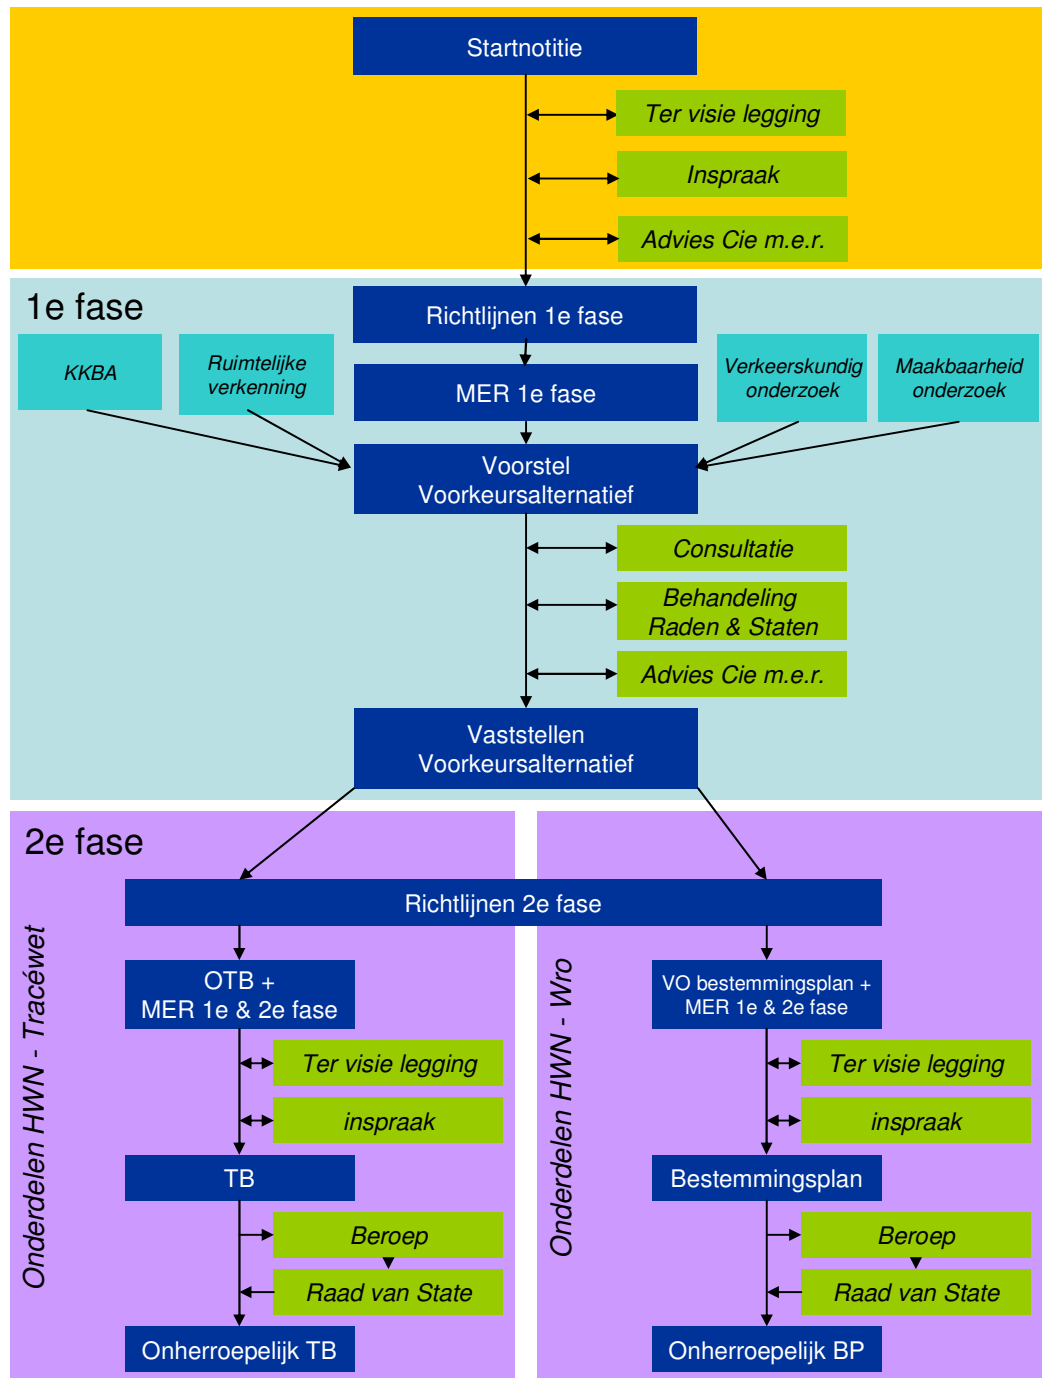 Startnotitie
Ter visie legging
Inspraak
Advies Cie m.e.r.
1e fase
Richtlijnen 1e fase
KKBA
Ruimtelijke
verkenning
MER 1e fase
Verkeerskundig
onderzoek
Maakbaarheid
onderzoek
Voorstel
Voorkeursalternatief
Consultatie
Behandeling
Raden & Staten
Advies Cie m.e.r.
Vaststellen
Voorkeursalternatief
2e fase
Richtlijnen 2e fase
Onderdelen HWN - Tracéwet
OTB +
MER 1e & 2e fase
Ter visie legging
inspraak
TB
Beroep
Raad van State
Onherroepelijk TB
Onderdelen HWN - Wro
VO bestemmingsplan +
MER 1e & 2e fase
Ter visie legging
inspraak
Bestemmingsplan
Beroep
Raad van State
Onherroepelijk BP